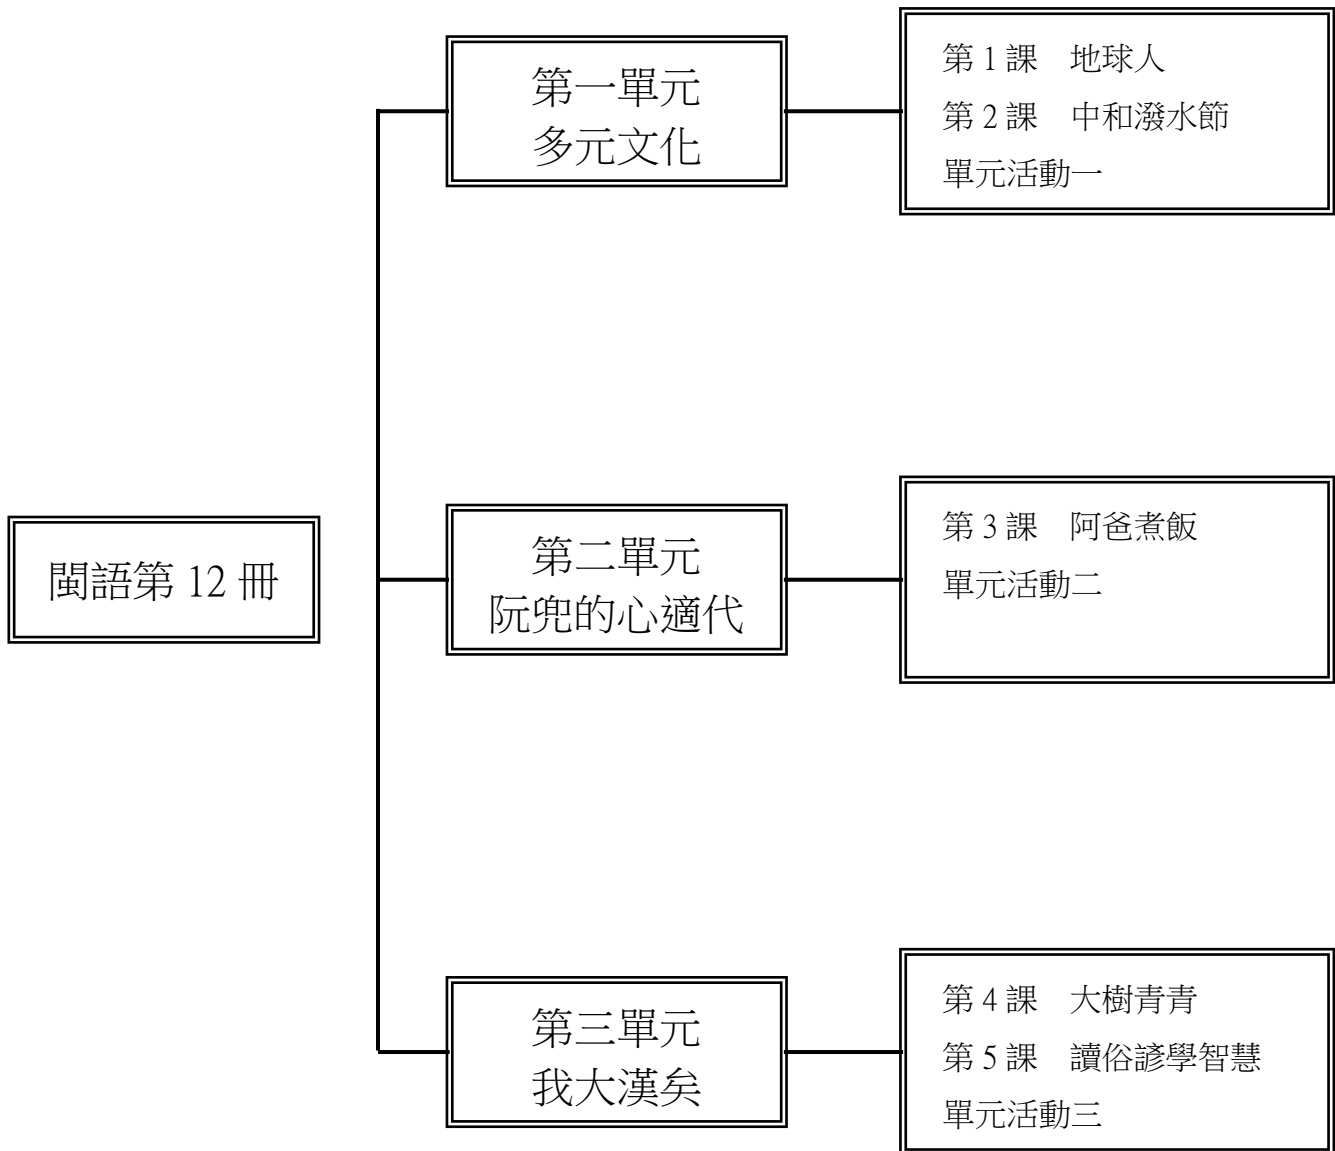 閩語第 12 冊
第一單元
多元文化
第 1 課　地球人
第 2 課　中和潑水節
單元活動一
第二單元
阮兜的心適代
第 3 課　阿爸煮飯
單元活動二
第三單元
我大漢矣
第 4 課　大樹青青
第 5 課　讀俗諺學智慧
單元活動三